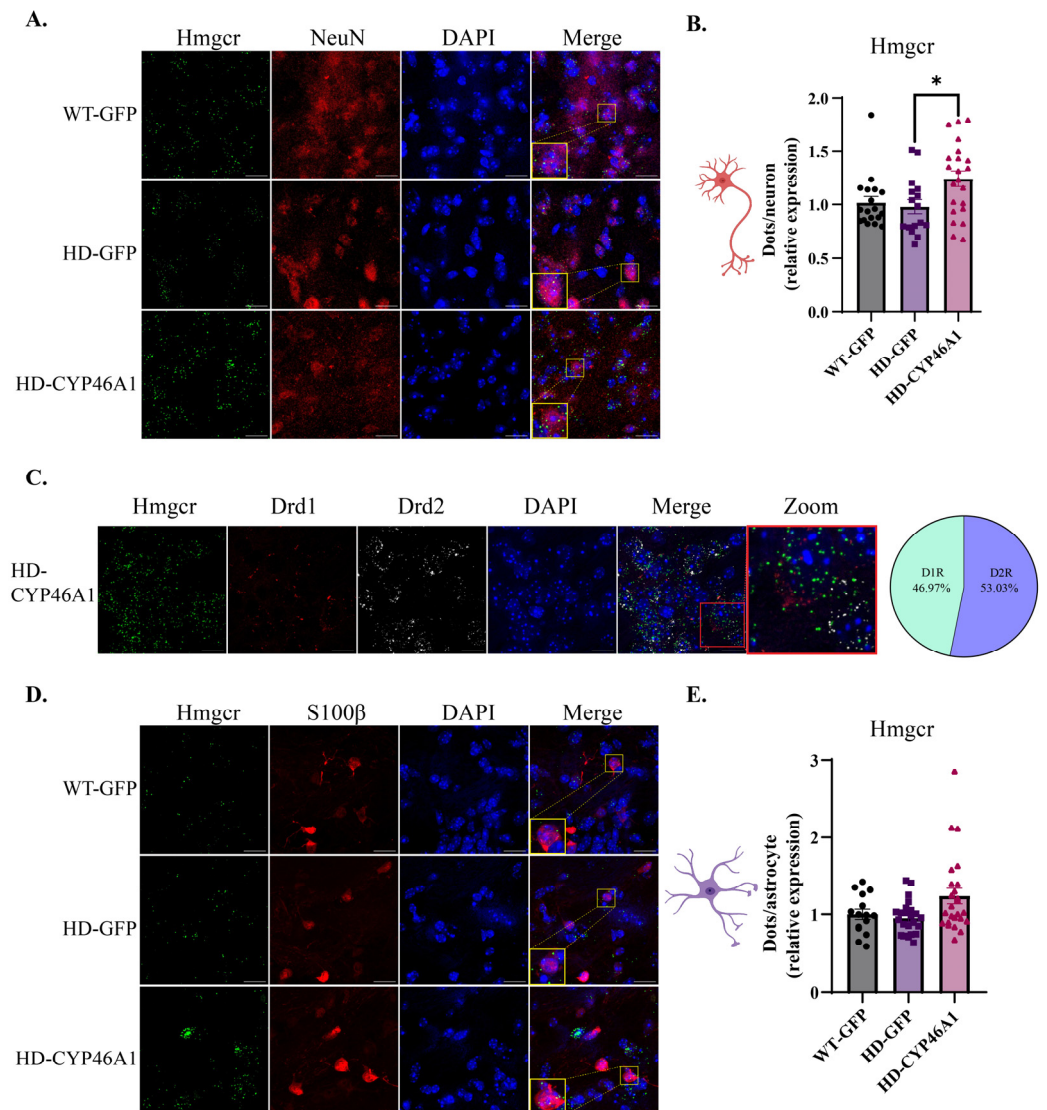 A.
Hmgcr NeuN DAPI Merge
WT-GFP
HD-GFP
HD-CYP46A1
B.
Hmgcr
*
Dots/neuron
(relative expression)
2.0
1.5
1.0
0.5
0.0
WT-GFP
HD-GFP
HD-CYP46A1
C.
Hmgcr Drd1 Drd2 DAPI Merge Zoom
HD-
CYP46A1
D1R
46.97%
D2R
53.03%
D.
Hmgcr S100β DAPI Merge
WT-GFP
HD-GFP
HD-CYP46A1
E.
Hmgcr
Dots/astrocyte
(relative expression)
3
2
1
0
WT-GFP
HD-GFP
HD-CYP46A1